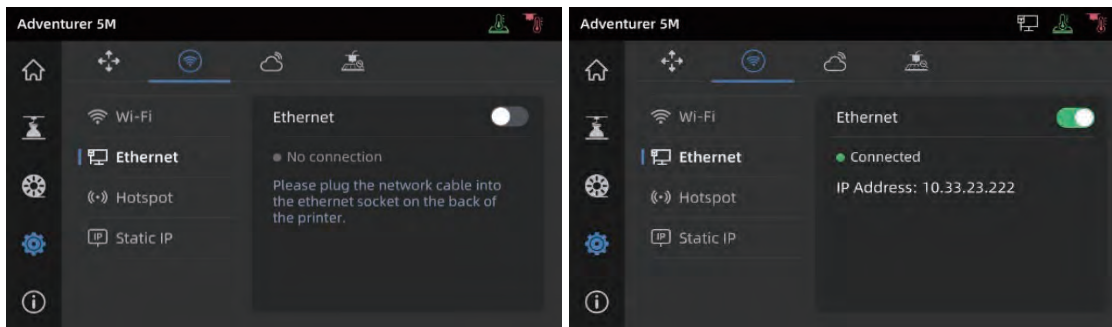 Adventurer 5M
Wi-Fi
Ethernet
Hotspot
IP
Static IP
Ethernet
No connection
Please plug the network cable into
the ethernet socket on the back of
the printer.
Adventurer 5M
Wi-Fi
Ethernet
Hotspot
IP
Static IP
Ethernet
Connected
IP Address: 10.33.23.222